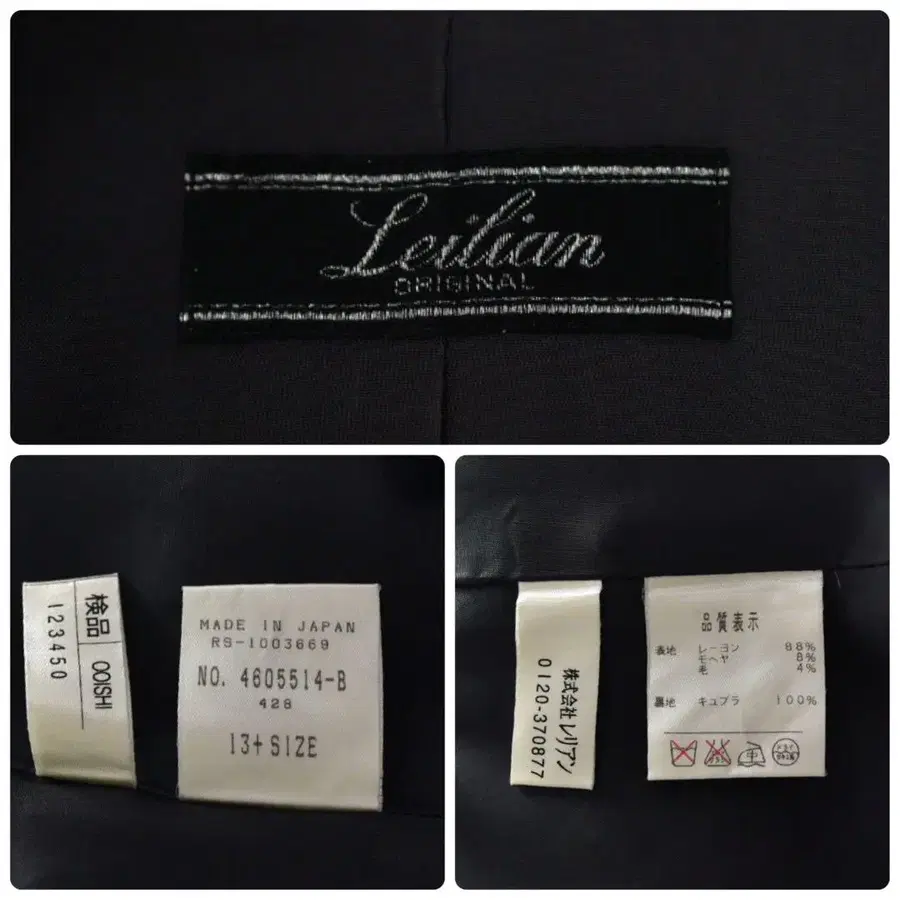 Leilian
ORIGINAL
検品 OOISHI
123450
MADE IN JAPAN
RS-1003669
NO. 4605514-B
428
13+ SIZE
株式会社 レリアン
0120-370877
品質表示
表地 レーヨン 88%
モヘヤ 8%
毛 4%
裏地 キュプラ 100%
中